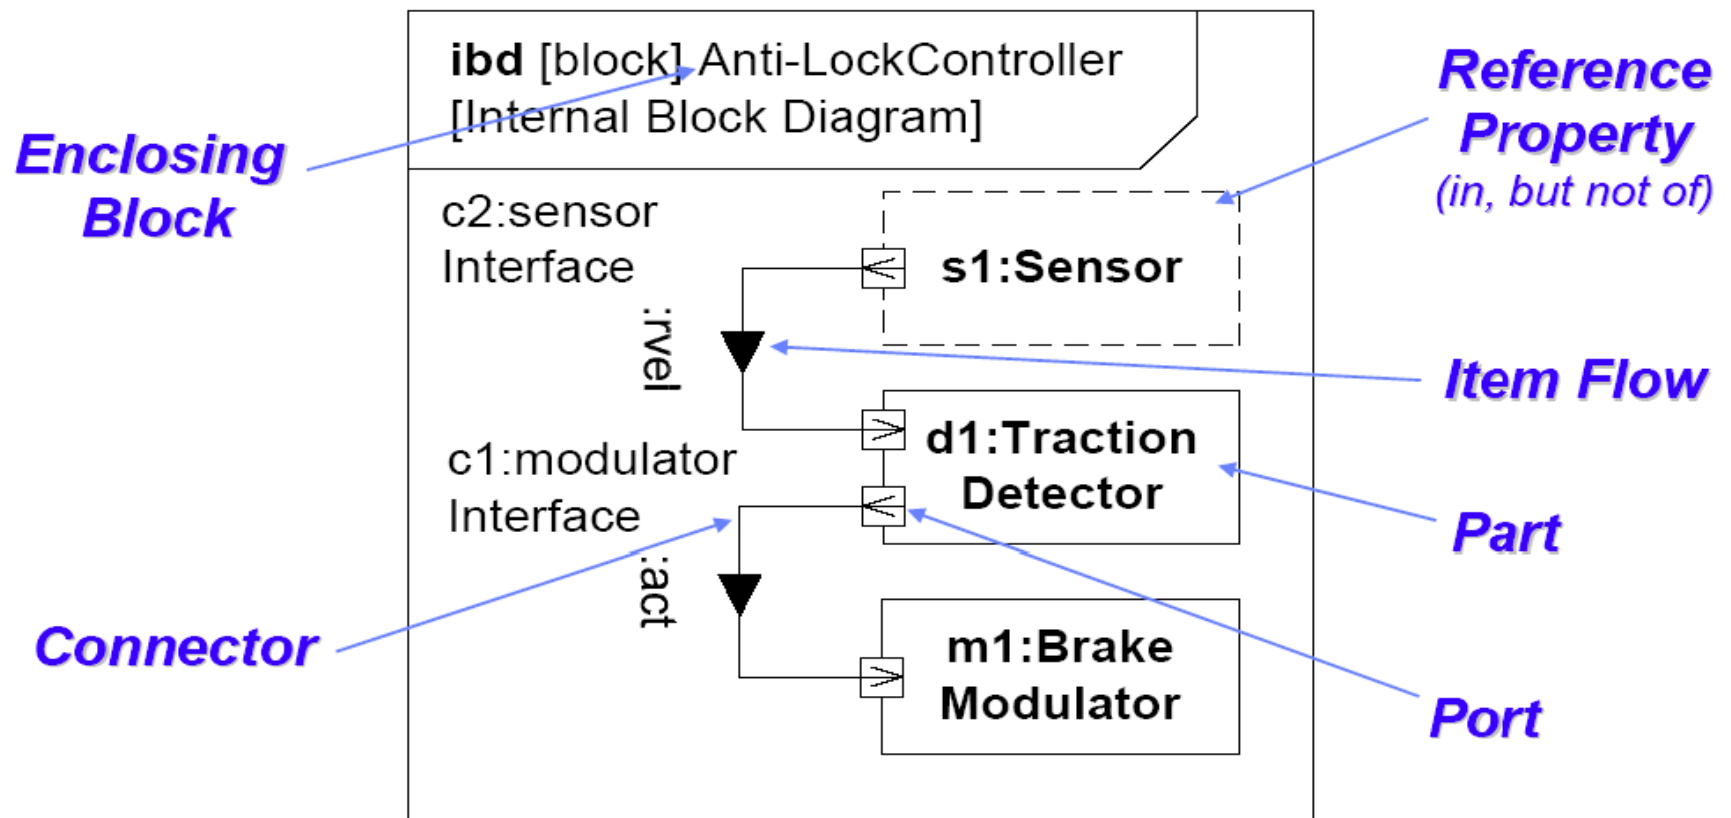 ibd [block] Anti-LockController
[Internal Block Diagram]
Enclosing
Block
Reference
Property
(in, but not of)
c2:sensor
Interface
s1:Sensor
:rvel
Item Flow
d1:Traction
Detector
c1:modulator
Interface
Part
:act
Connector
m1:Brake
Modulator
Port